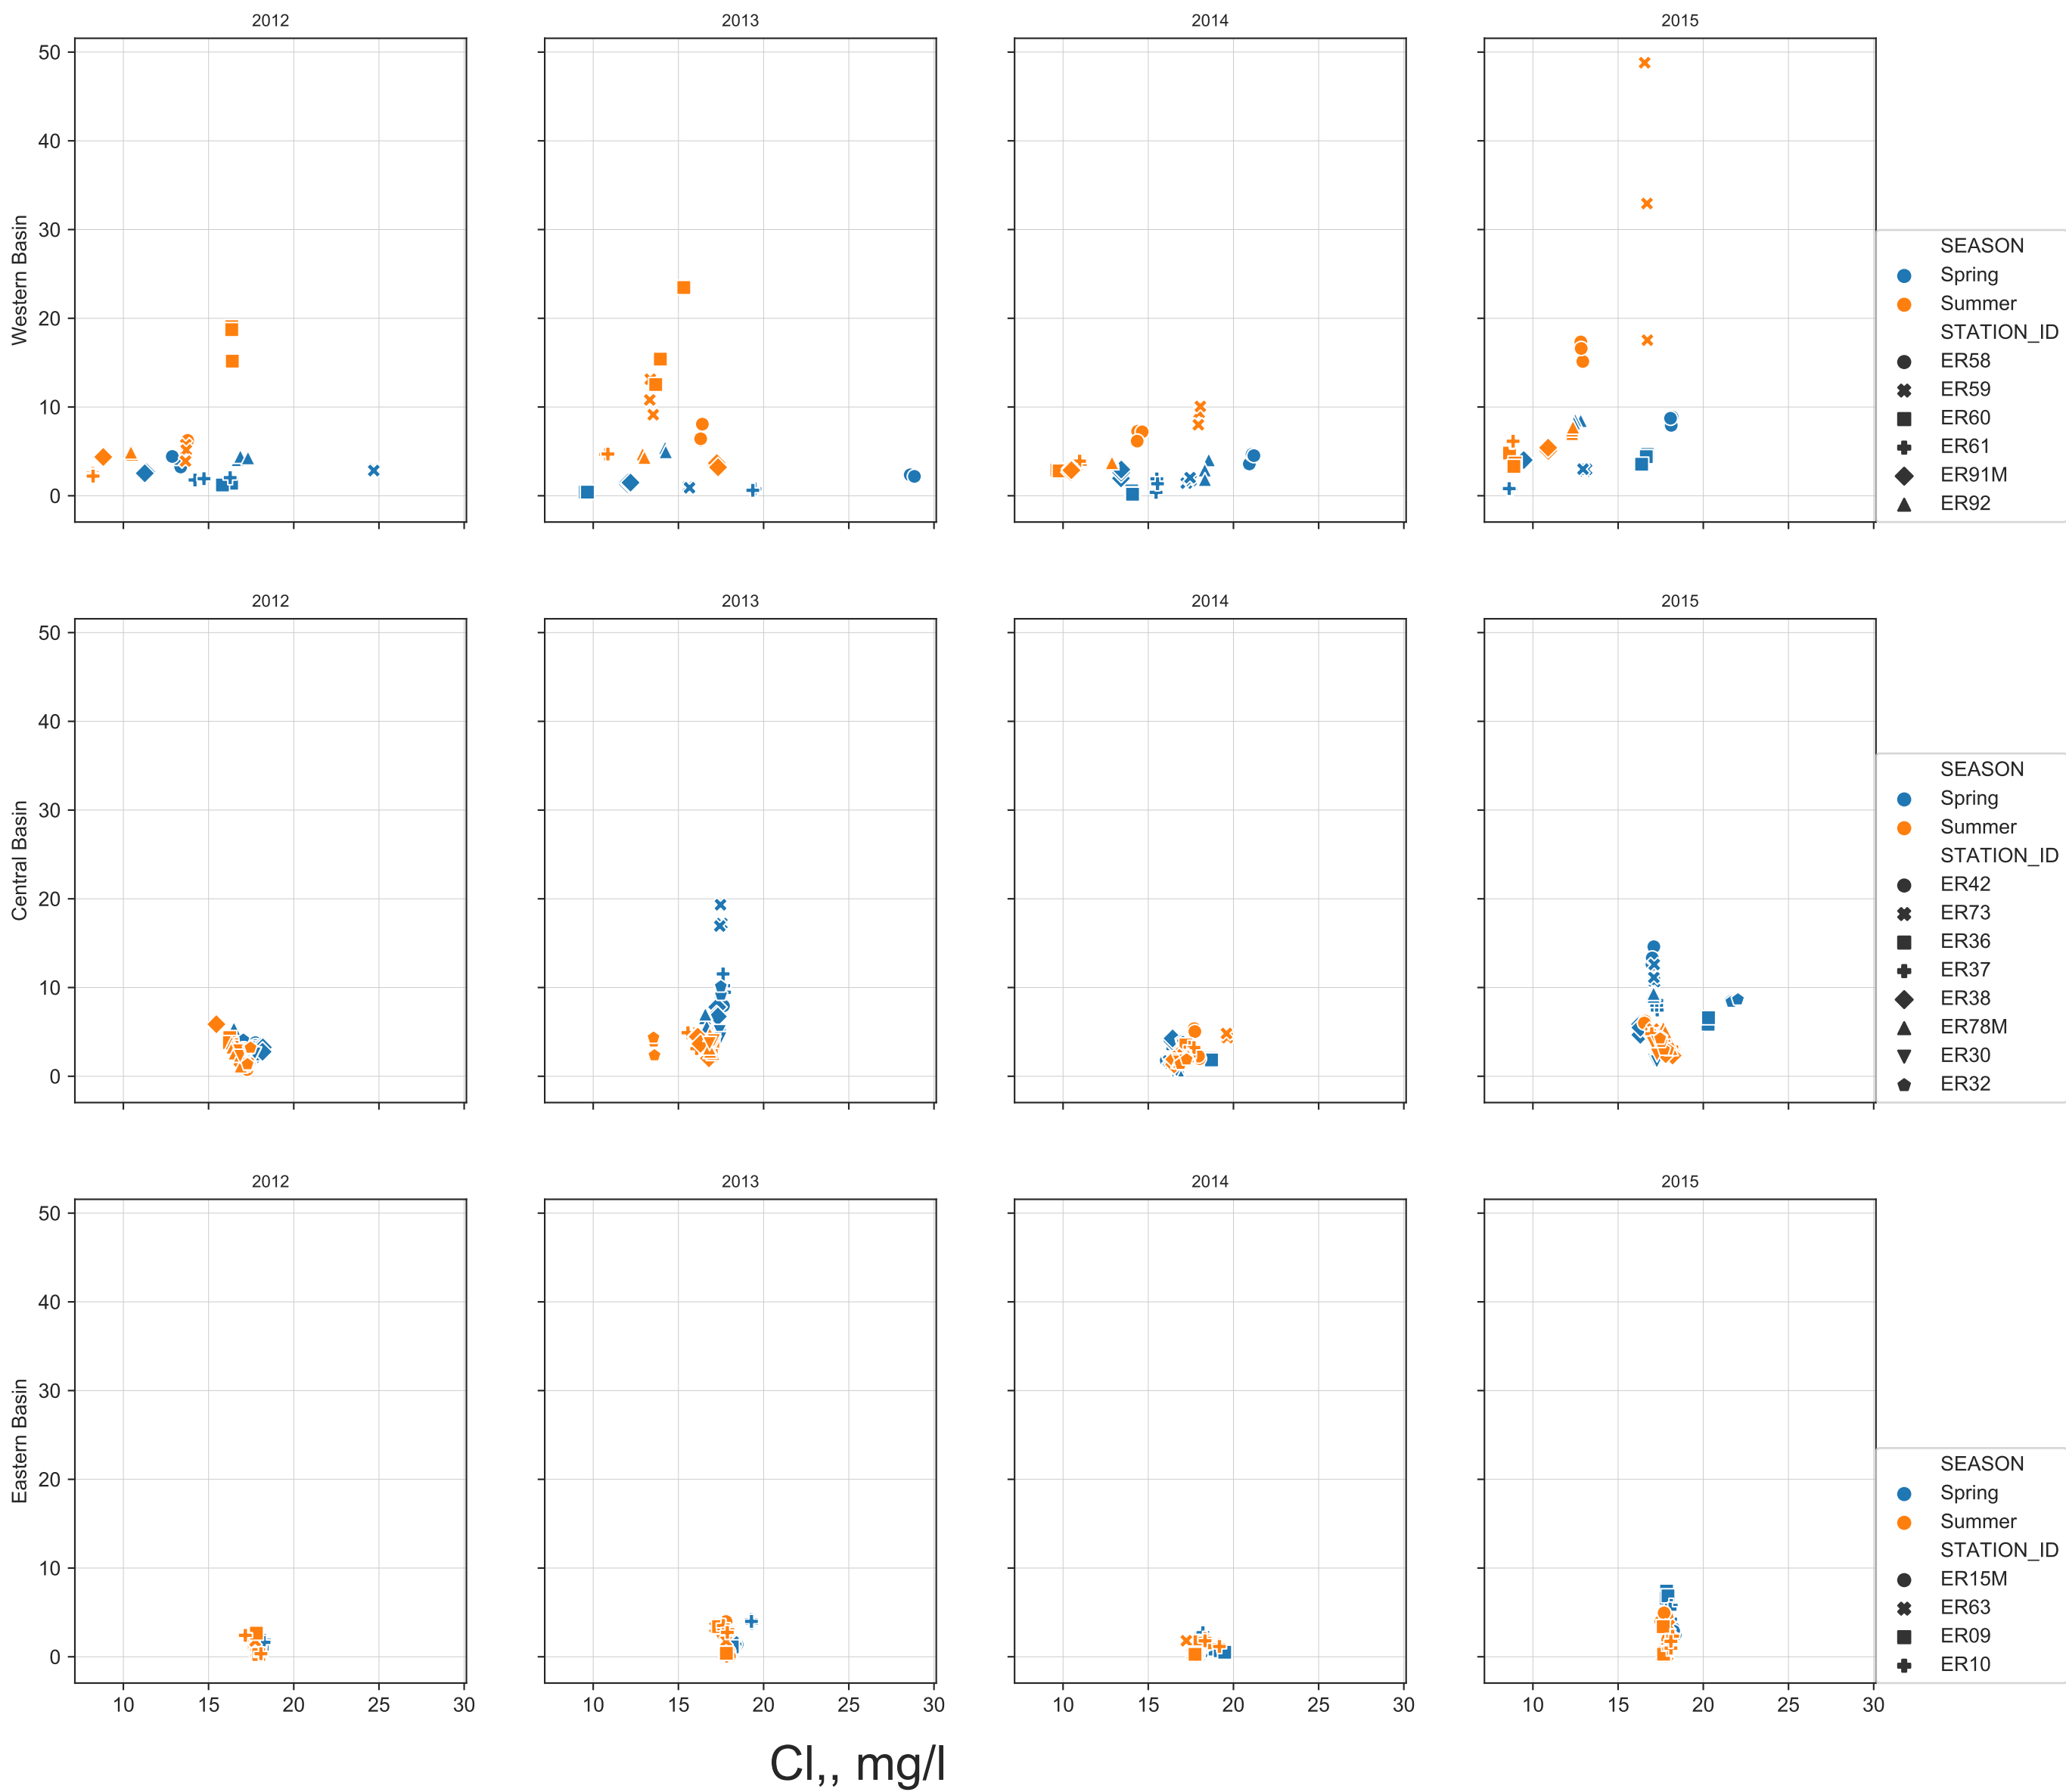 2012 2013 2014 2015
50
40
30
20
10
0
Western Basin
SEASON
Spring
Summer
STATION_ID
ER58
ER59
ER60
ER61
ER91M
ER92
2012 2013 2014 2015
50
40
30
20
10
0
Central Basin
SEASON
Spring
Summer
STATION_ID
ER42
ER73
ER36
ER37
ER38
ER78M
ER30
ER32
2012 2013 2014 2015
50
40
30
20
10
0
Eastern Basin
SEASON
Spring
Summer
STATION_ID
ER15M
ER63
ER09
ER10
10 15 20 25 30 10 15 20 25 30 10 15 20 25 30 10 15 20 25 30
Cl,, mg/l